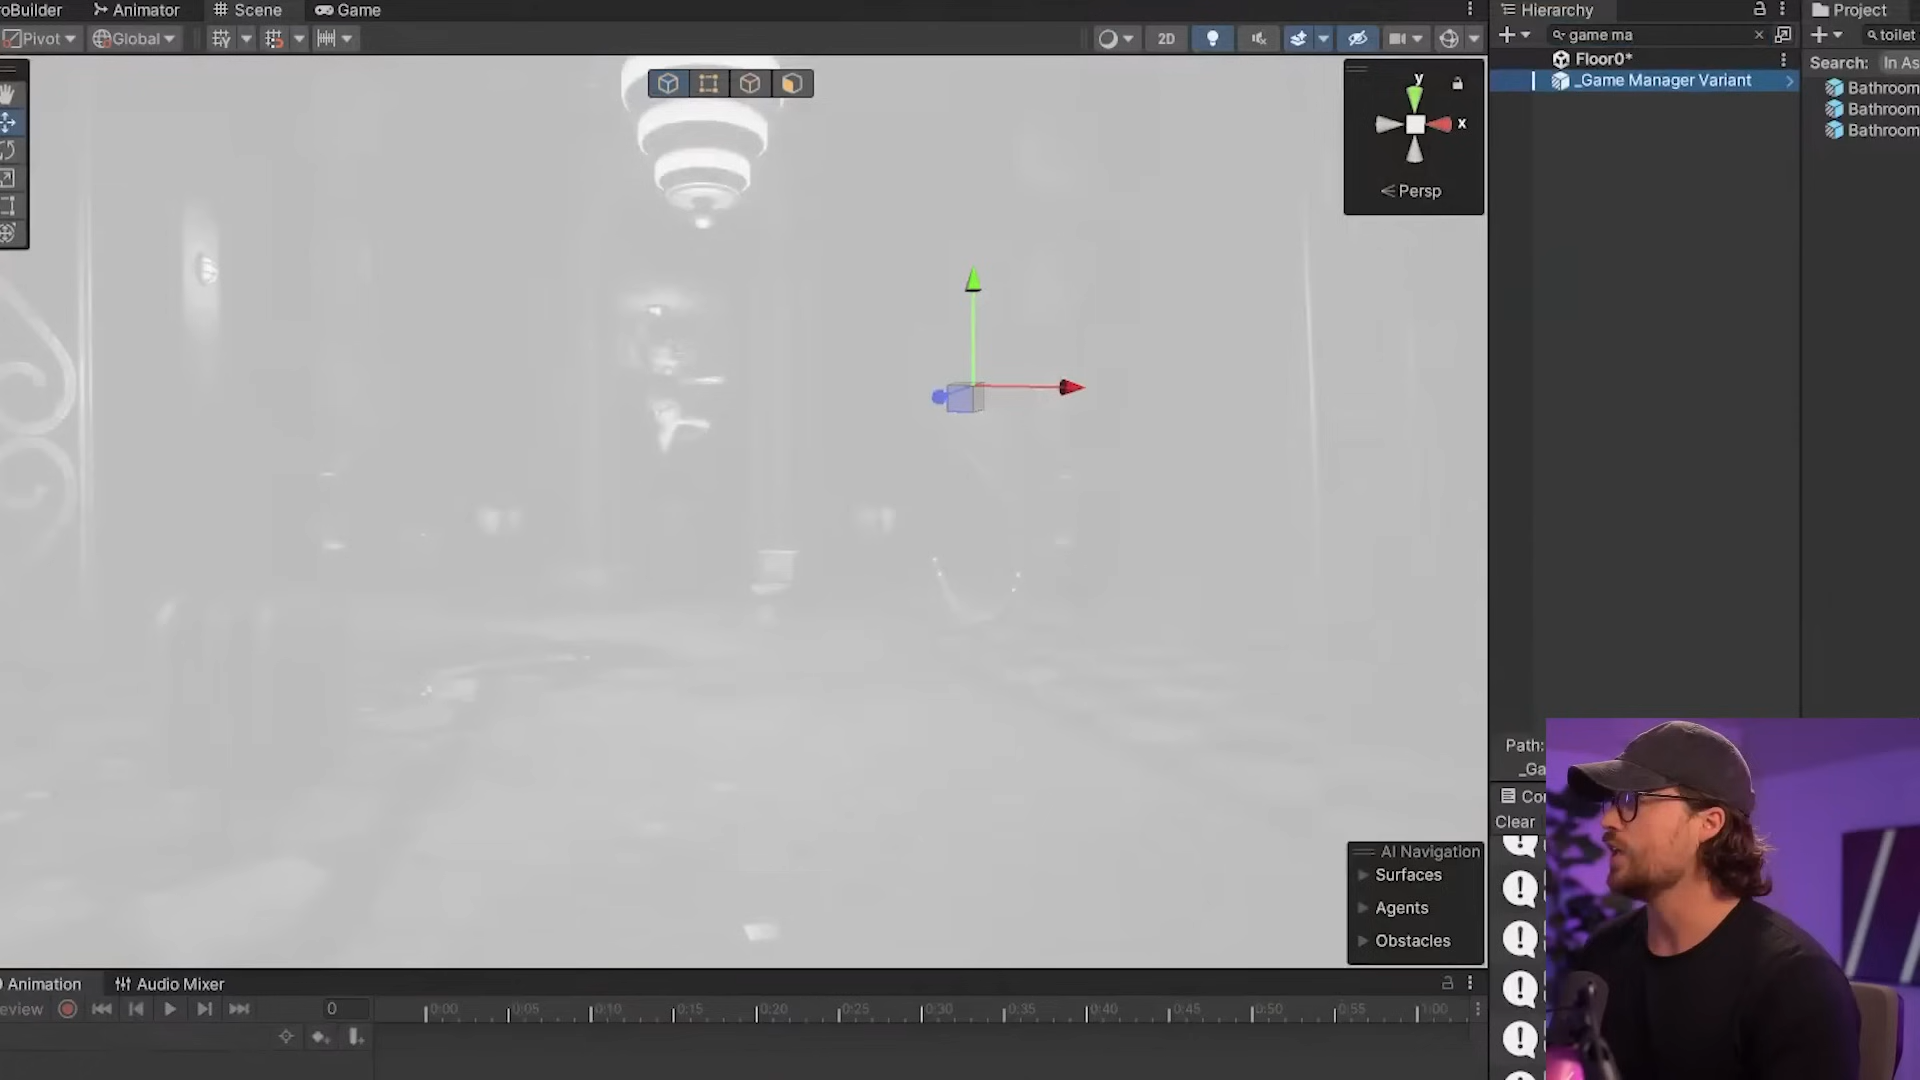 oBuilder
Animator
Scene
Game
Hierarchy
Project
Pivot
Global
2D
game ma
toilet
Floor0*
Search:
In As
_Game Manager Variant
Bathroom
Bathroom
Bathroom
y
x
Persp
Path:
_Ga
Co
Clear
AI Navigation
Surfaces
Agents
Obstacles
Animation
Audio Mixer
eview
0
0:00
0:05
0:10
0:15
0:20
0:25
0:30
0:35
0:40
0:45
0:50
0:55
1:00